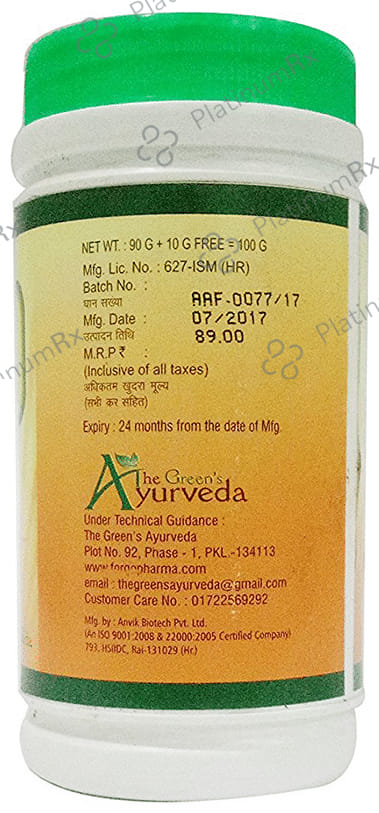 NET WT. : 90 G + 10 G FREE = 100 G
Mfg. Lic. No. : 627-ISM (HR)
Batch No. :
घान सख्या AAF-0077/17
Mfg. Date : 07/2017
उत्पादन तिथि 89.00
M.R.P ₹ :
(Inclusive of all taxes)
अधिकतम खुदरा मूल्य
(सभी कर सहित)
Expiry : 24 months from the date of Mfg.
The Green's
Ayurveda
Under Technical Guidance :
The Green's Ayurveda
Plot No. 92, Phase - 1, PKL.-134113
www.forgopharma.com
email : thegreensayurveda@gmail.com
Customer Care No. : 01722569292
Mfg. by : Anvik Biotech Pvt. Ltd.
(An ISO 9001:2008 & 22000:2005 Certified Company)
793, HSIIDC, Rai-131029 (Hr.)
PlatinumRx
PlatinumRx
PlatinumRx